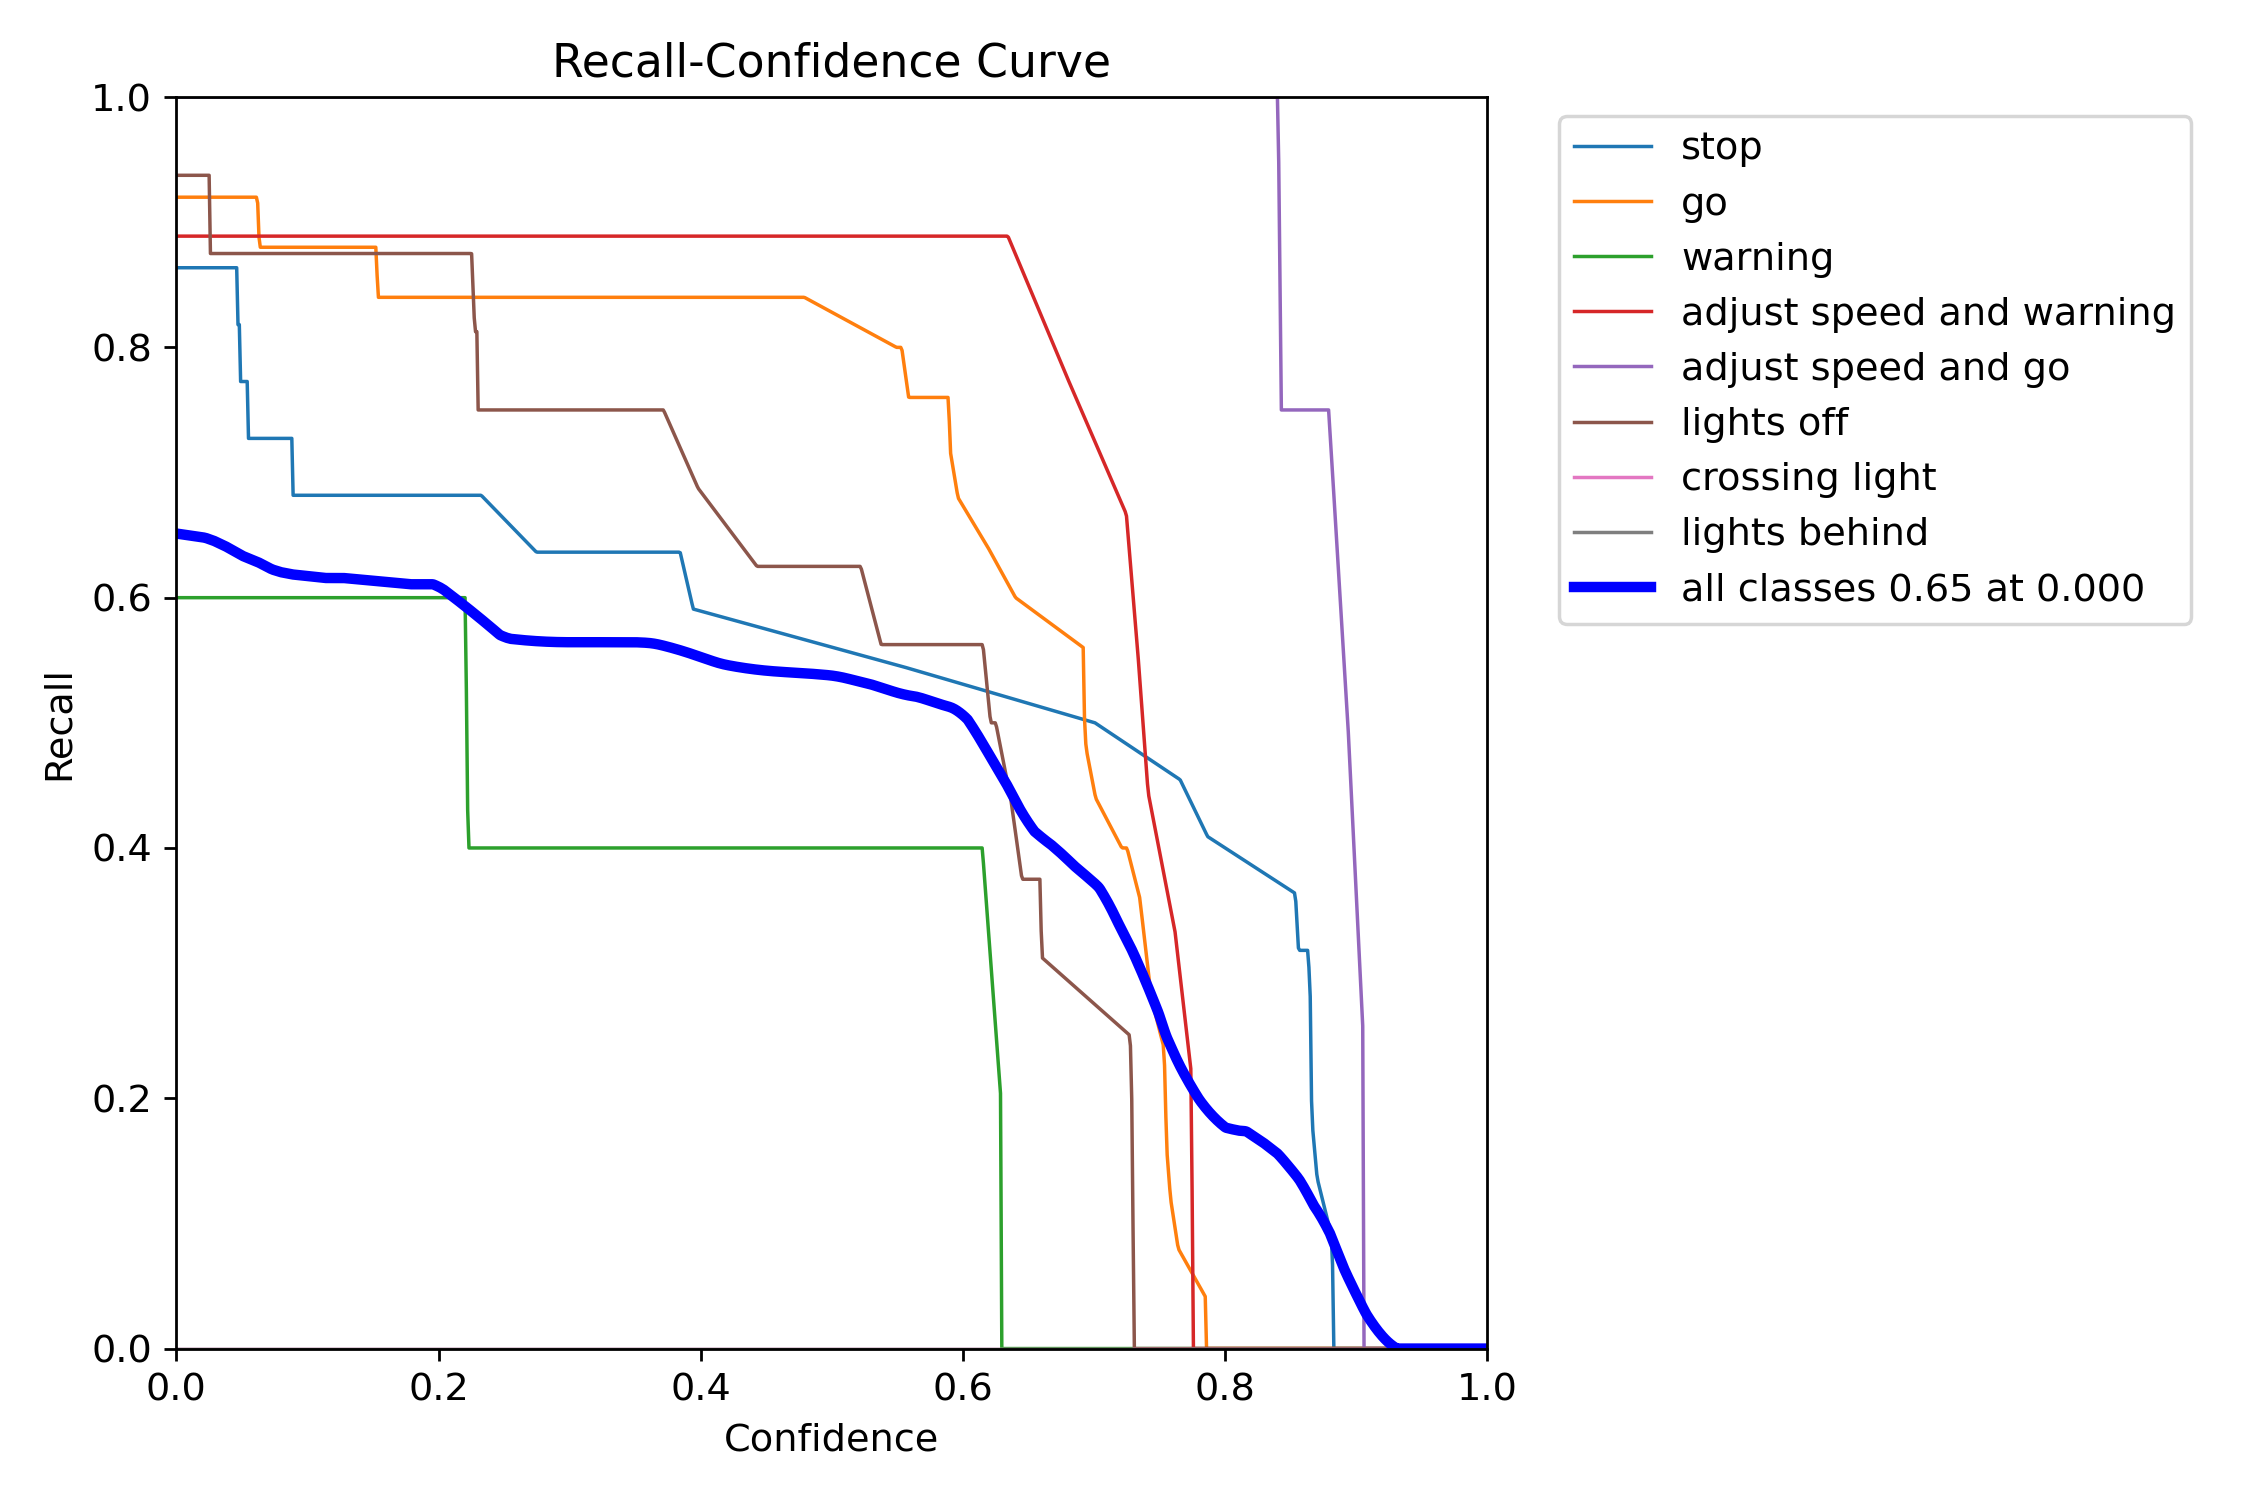 Recall-Confidence Curve
1.0
0.8
0.6
0.4
0.2
0.0
Recall
0.0 0.2 0.4 0.6 0.8 1.0
Confidence
stop
go
warning
adjust speed and warning
adjust speed and go
lights off
crossing light
lights behind
all classes 0.65 at 0.000